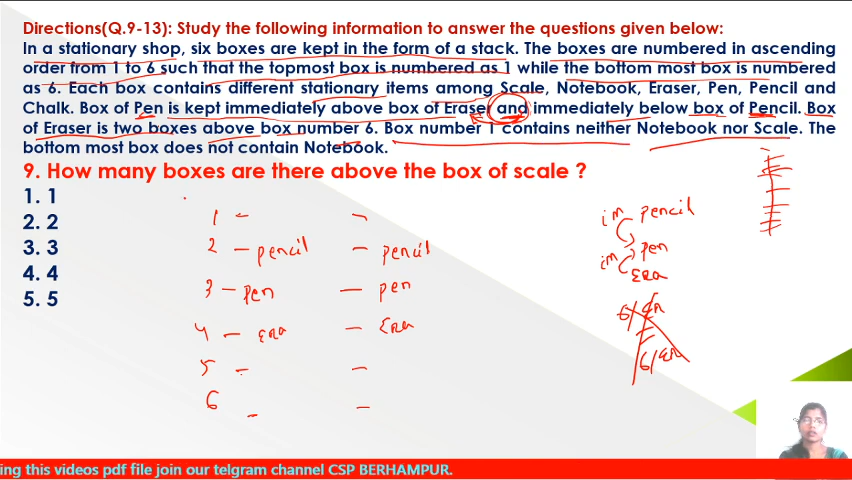 Directions(Q.9-13): Study the following information to answer the questions given below:
In a stationary shop, six boxes are kept in the form of a stack. The boxes are numbered in ascending
order from 1 to 6 such that the topmost box is numbered as 1 while the bottom most box is numbered
as 6. Each box contains different stationary items among Scale, Notebook, Eraser, Pen, Pencil and
Chalk. Box of Pen is kept immediately above box of Eraser and immediately below box of Pencil. Box
of Eraser is two boxes above box number 6. Box number 1 contains neither Notebook nor Scale. The
bottom most box does not contain Notebook.
9. How many boxes are there above the box of scale ?
1. 1
2. 2
3. 3
4. 4
5. 5
1 - -
2 - pencil - pencil
3 - pen - pen
4 - ERa - ERa
5 - -
6 - -
im pencil
pen
im ERa
6/ ER
6/ER
ing this videos pdf file join our telgram channel CSP BERHAMPUR.